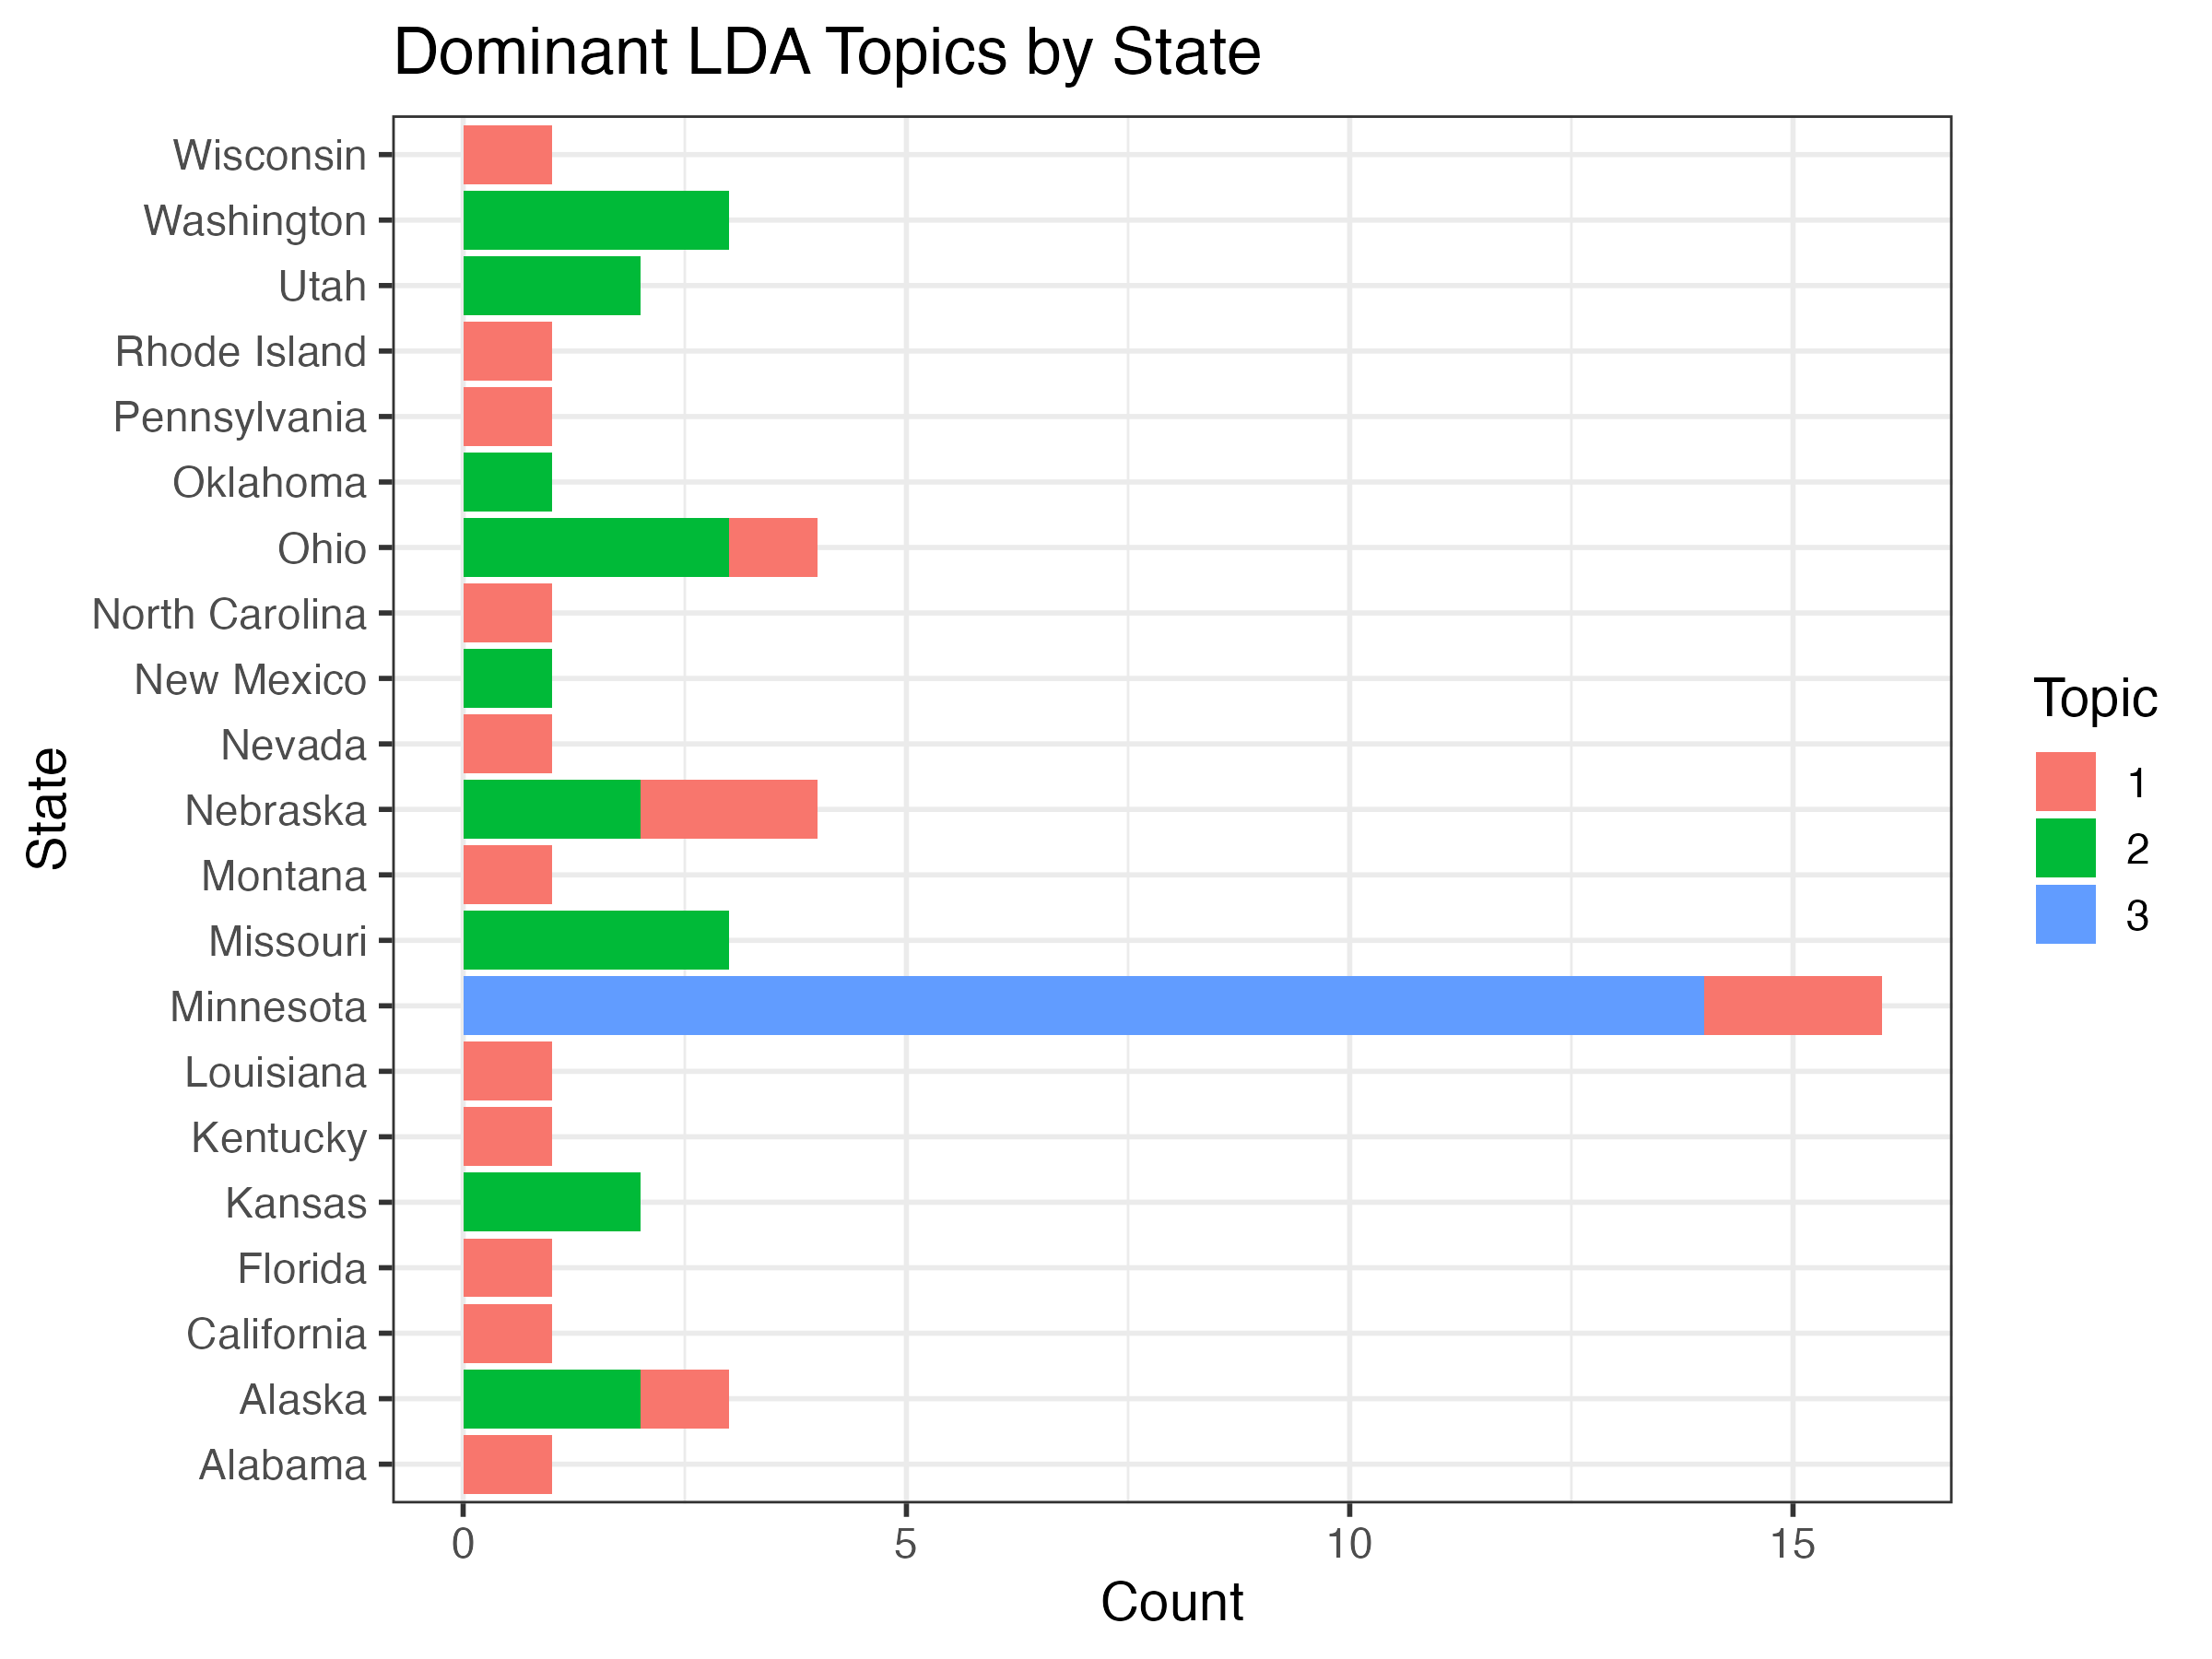 Dominant LDA Topics by State
Wisconsin
Washington
Utah
Rhode Island
Pennsylvania
Oklahoma
Ohio
North Carolina
New Mexico
Nevada
Nebraska
Montana
Missouri
Minnesota
Louisiana
Kentucky
Kansas
Florida
California
Alaska
Alabama
State
0 5 10 15
Count
Topic
1
2
3